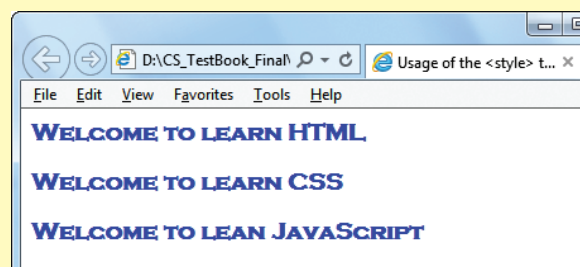 D:\CS_TestBook_Final\ Usage of the <style> t...
File Edit View Favorites Tools Help
WELCOME TO LEARN HTML
WELCOME TO LEARN CSS
WELCOME TO LEAN JAVASCRIPT